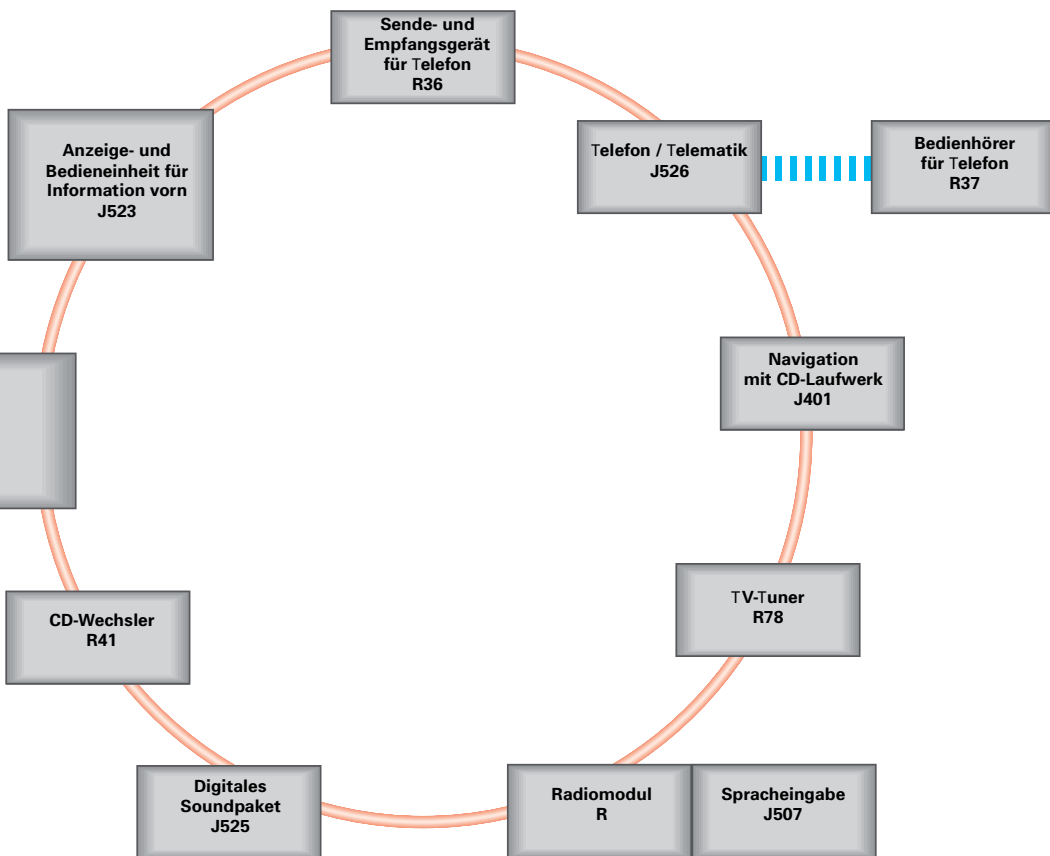 Sende- und
Empfangsgerät
für Telefon
R36
Anzeige- und
Bedieneinheit für
Information vorn
J523
Telefon / Telematik
J526
Bedienhörer
für Telefon
R37
Navigation
mit CD-Laufwerk
J401
TV-Tuner
R78
CD-Wechsler
R41
Digitales
Soundpaket
J525
Radiomodul
R
Spracheingabe
J507